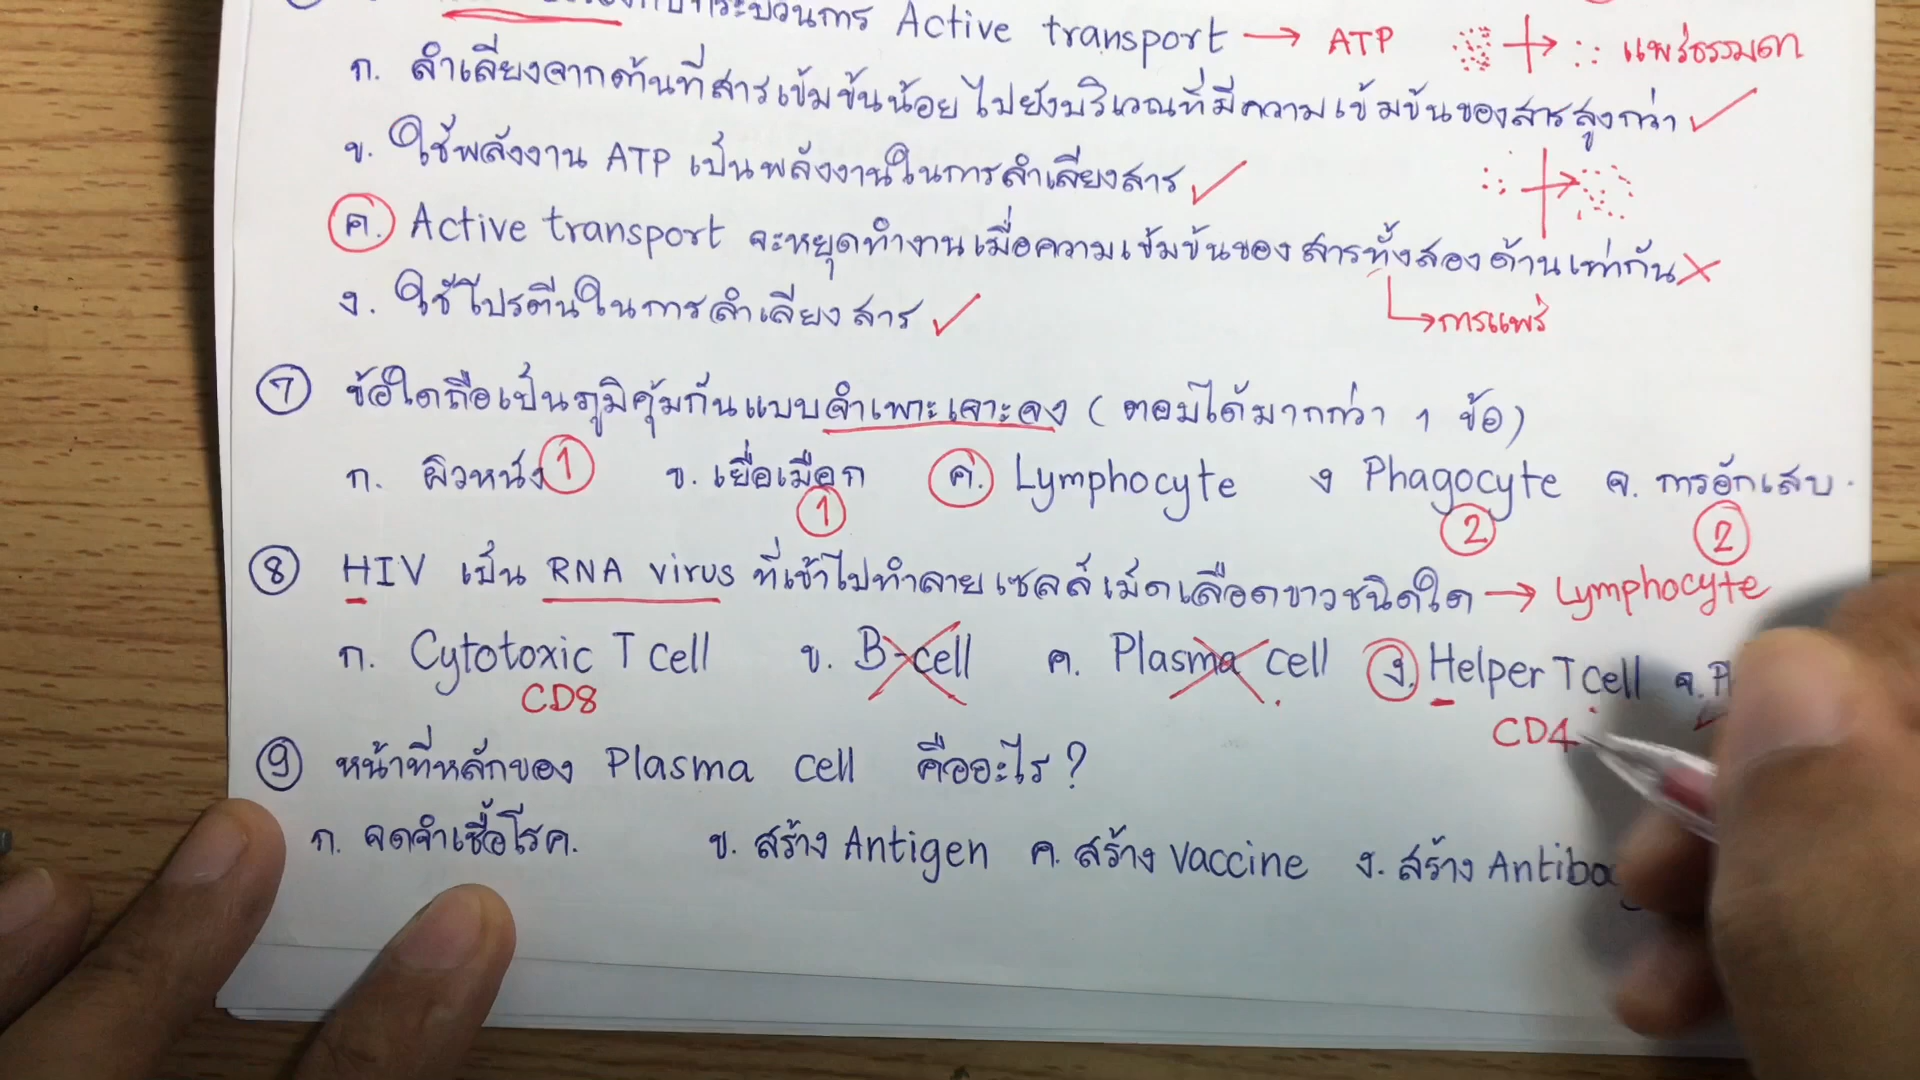 กระบวนการ Active transport → ATP → แพร่ธรรมดา
ก. ลำเลียงจากด้านที่สารเข้มข้นน้อยไปยังบริเวณที่มีความเข้มข้นของสารสูงกว่า ✓
ข. ใช้พลังงาน ATP เป็นพลังงานในการลำเลียงสาร ✓
ค. Active transport จะหยุดทำงานเมื่อความเข้มข้นของสารทั้งสองด้านเท่ากัน ✗
→ การแพร่
ง. ใช้โปรตีนในการลำเลียงสาร ✓
⑦ ข้อใดถือเป็นภูมิคุ้มกันแบบจำเพาะเจาะจง (ตอบได้มากกว่า 1 ข้อ)
ก. ผิวหนัง ① ข. เยื่อเมือก ค. Lymphocyte ง Phagocyte จ. การอักเสบ
① ② ②
⑧ HIV เป็น RNA virus ที่เข้าไปทำลายเซลล์เม็ดเลือดขาวชนิดใด → Lymphocyte
ก. Cytotoxic T cell ข. B-cell ค. Plasma cell ง. Helper T cell จ.
CD8 CD4
⑨ หน้าที่หลักของ Plasma cell คืออะไร ?
ก. จดจำเชื้อโรค. ข. สร้าง Antigen ค. สร้าง Vaccine ง. สร้าง